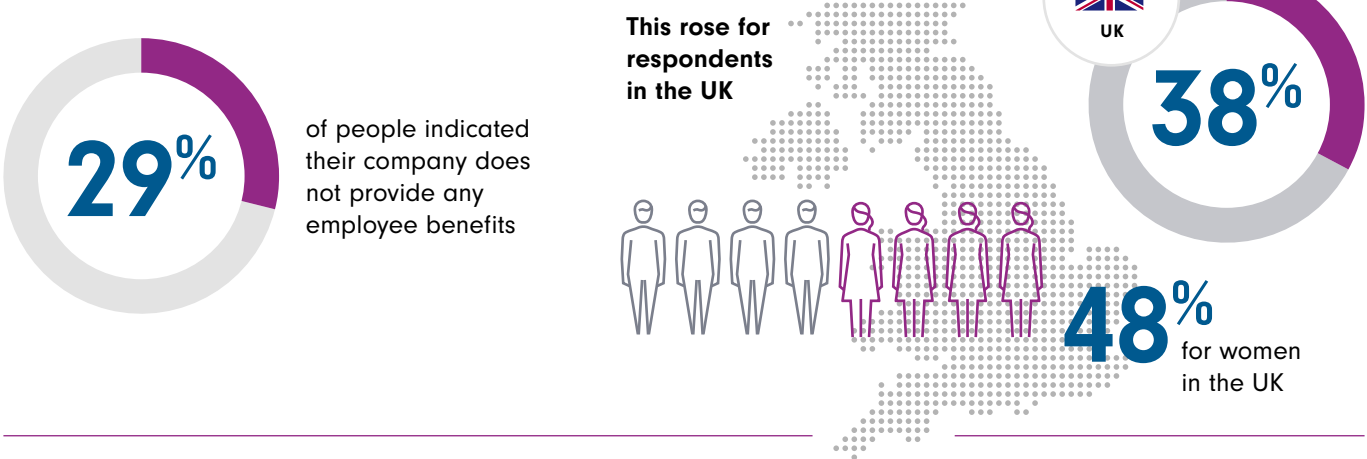 29%
of people indicated
their company does
not provide any
employee benefits
This rose for
respondents
in the UK
UK
38%
48%
for women
in the UK